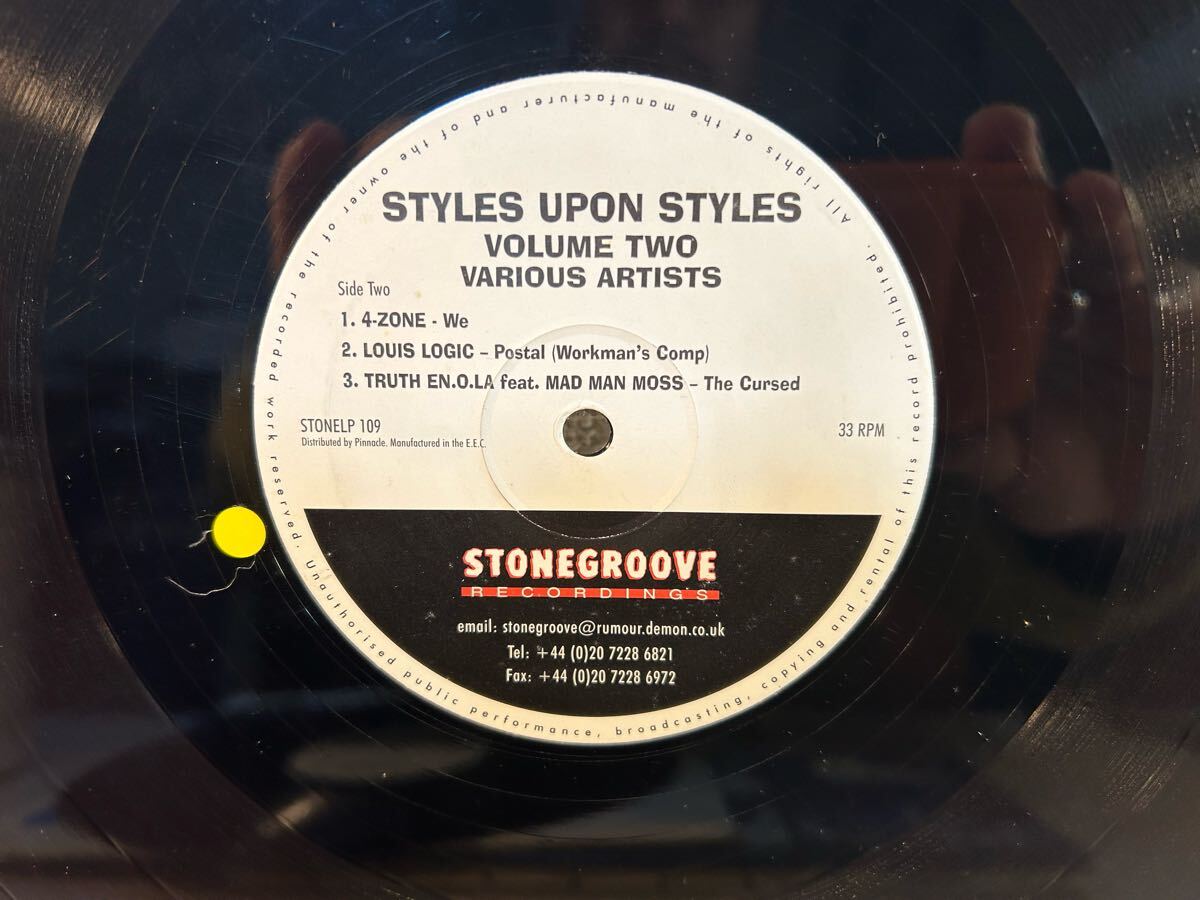 STYLES UPON STYLES
VOLUME TWO
VARIOUS ARTISTS
Side Two
1. 4-ZONE - We
2. LOUIS LOGIC – Postal (Workman's Comp)
3. TRUTH EN.O.LA feat. MAD MAN MOSS – The Cursed
STONELP 109
Distributed by Pinnacle. Manufactured in the E.E.C.
33 RPM
STONEGROOVE
RECORDINGS
email: stonegroove@rumour.demon.co.uk
Tel: +44 (0)20 7228 6821
Fax: +44 (0)20 7228 6972
All rights of the manufacturer and of the owner of the recorded work reserved. Unauthorised public performance, broadcasting, copying and rental of this record prohibited.